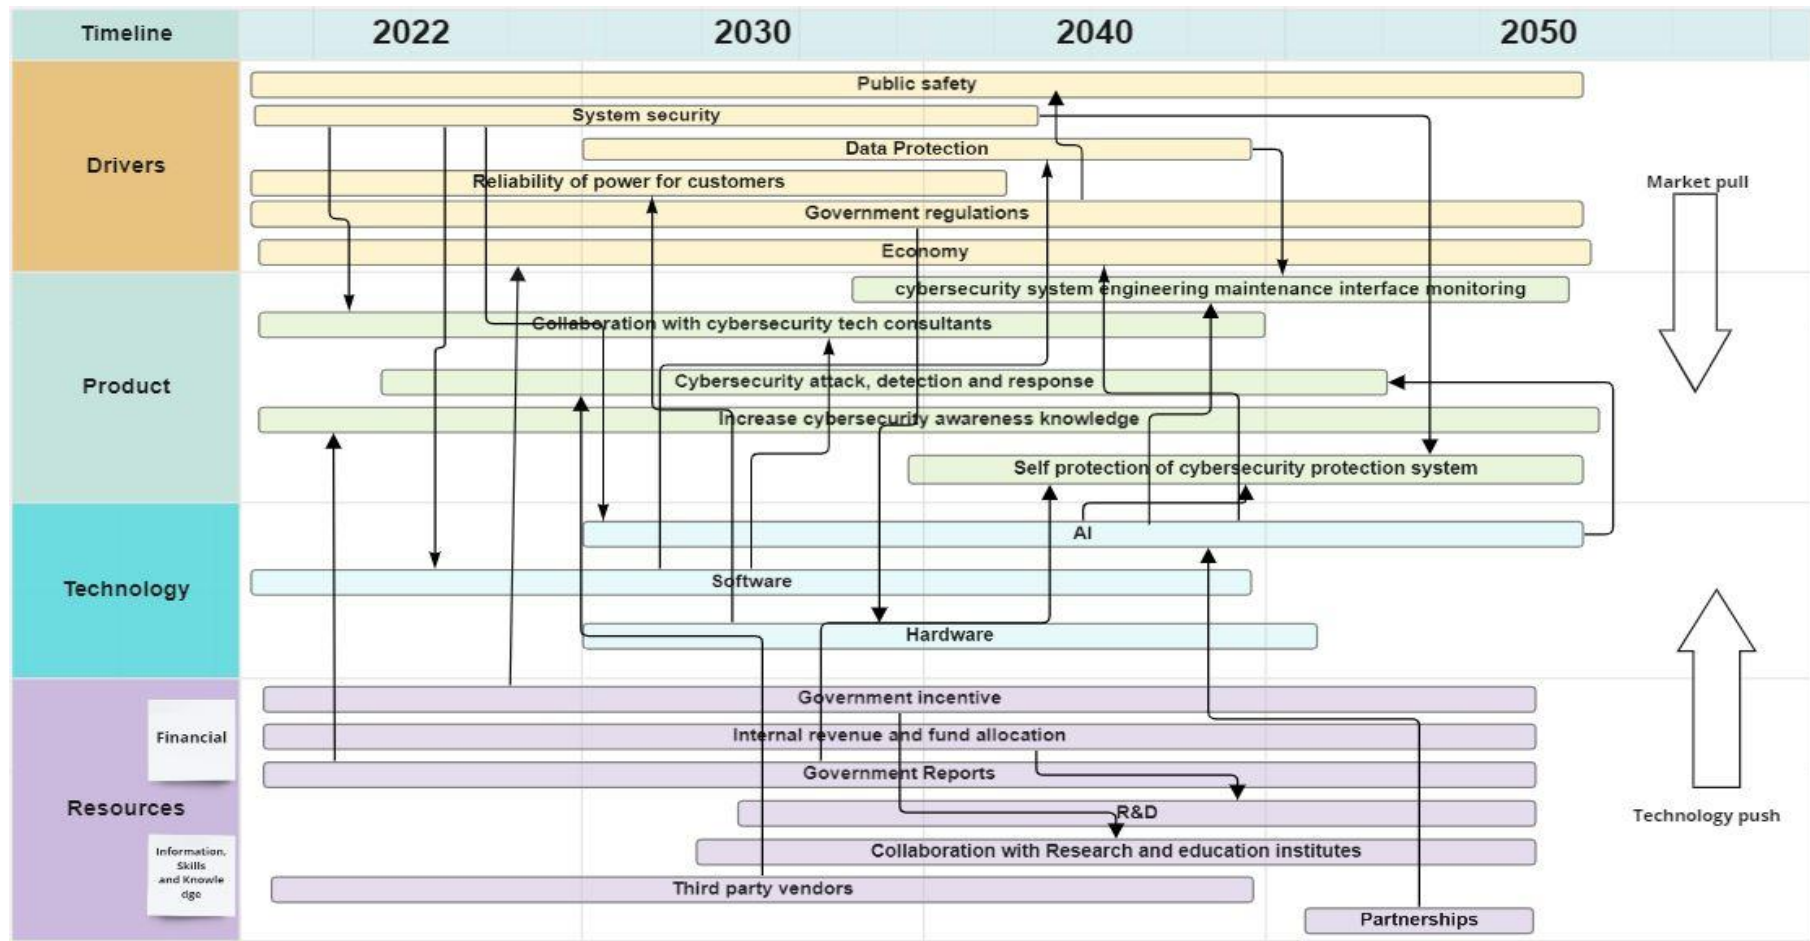 Timeline 2022 2030 2040 2050
Drivers
Public safety
System security
Data Protection
Reliability of power for customers
Government regulations
Economy
Market pull
Product
cybersecurity system engineering maintenance interface monitoring
Collaboration with cybersecurity tech consultants
Cybersecurity attack, detection and response
Increase cybersecurity awareness knowledge
Self protection of cybersecurity protection system
Technology
AI
Software
Hardware
Resources
Financial
Information,
Skills
and Knowle
dge
Government incentive
Internal revenue and fund allocation
Government Reports
R&D
Collaboration with Research and education institutes
Third party vendors
Partnerships
Technology push